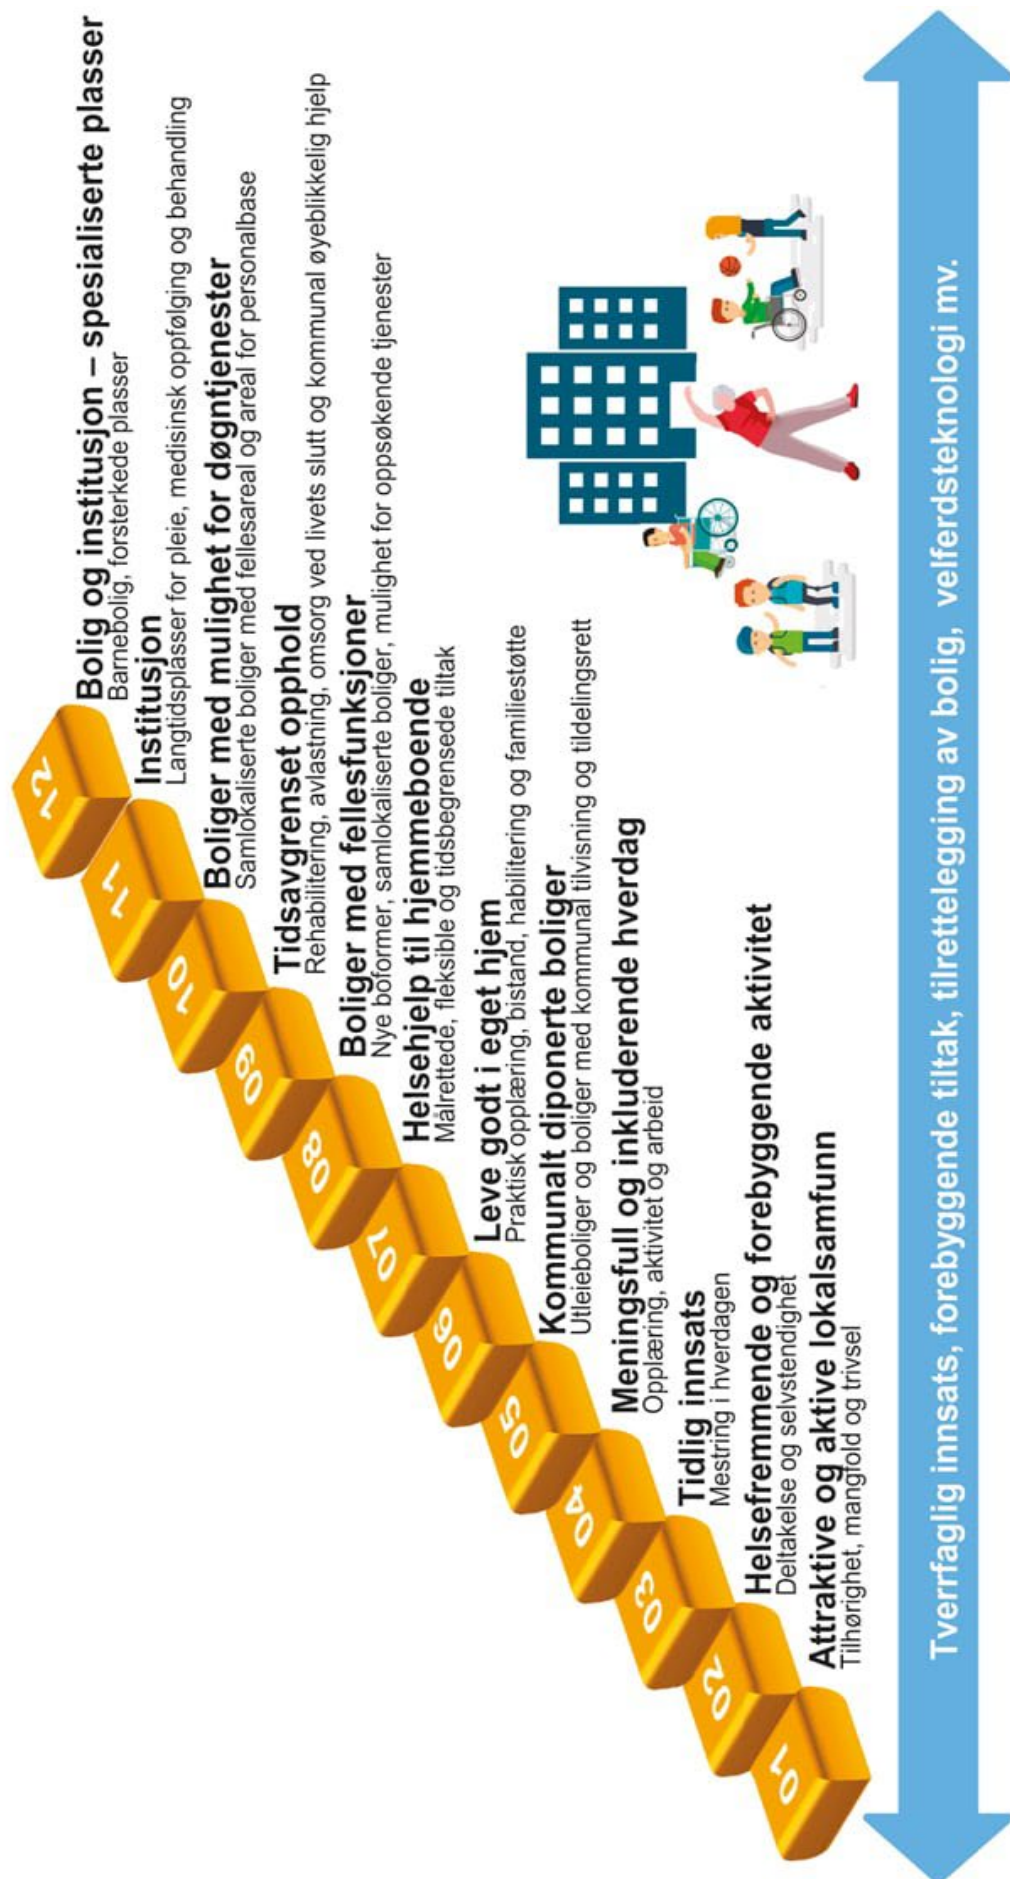 12
Bolig og institusjon – spesialiserte plasser
Barnebolig, forsterkede plasser
11
Institusjon
Langtidsplasser for pleie, medisinsk oppfølging og behandling
10
Boliger med mulighet for døgntjenester
Samlokaliserte boliger med fellesareal og areal for personalbase
09
Tidsavgrenset opphold
Rehabilitering, avlastning, omsorg ved livets slutt og kommunal øyeblikkelig hjelp
08
Boliger med fellesfunksjoner
Nye boformer, samlokaliserte boliger, mulighet for oppsøkende tjenester
07
Helsehjelp til hjemmeboende
Målrettede, fleksible og tidsbegrensede tiltak
06
Leve godt i eget hjem
Praktisk opplæring, bistand, habilitering og familiestøtte
05
Kommunalt diponerte boliger
Utleieboliger og boliger med kommunal tilvisning og tildelingsrett
04
Meningsfull og inkluderende hverdag
Opplæring, aktivitet og arbeid
03
Tidlig innsats
Mestring i hverdagen
02
Helsefremmende og forebyggende aktivitet
Deltakelse og selvstendighet
01
Attraktive og aktive lokalsamfunn
Tilhørighet, mangfold og trivsel
Tverrfaglig innsats, forebyggende tiltak, tilrettelegging av bolig, velferdsteknologi mv.